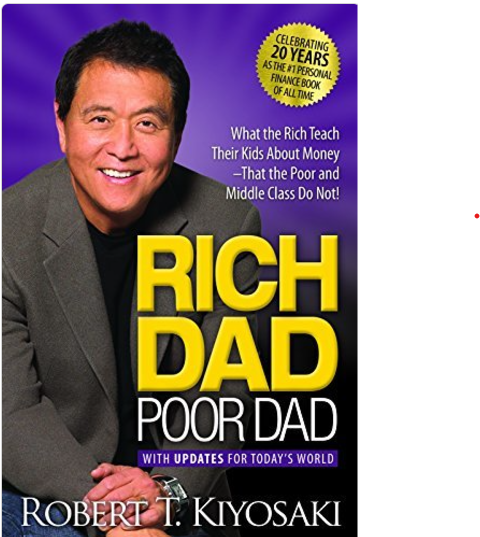 CELEBRATING
20 YEARS
AS THE #1 PERSONAL
FINANCE BOOK
OF ALL TIME
What the Rich Teach
Their Kids About Money
–That the Poor and
Middle Class Do Not!
RICH
DAD
POOR DAD
WITH UPDATES FOR TODAY'S WORLD
ROBERT T. KIYOSAKI